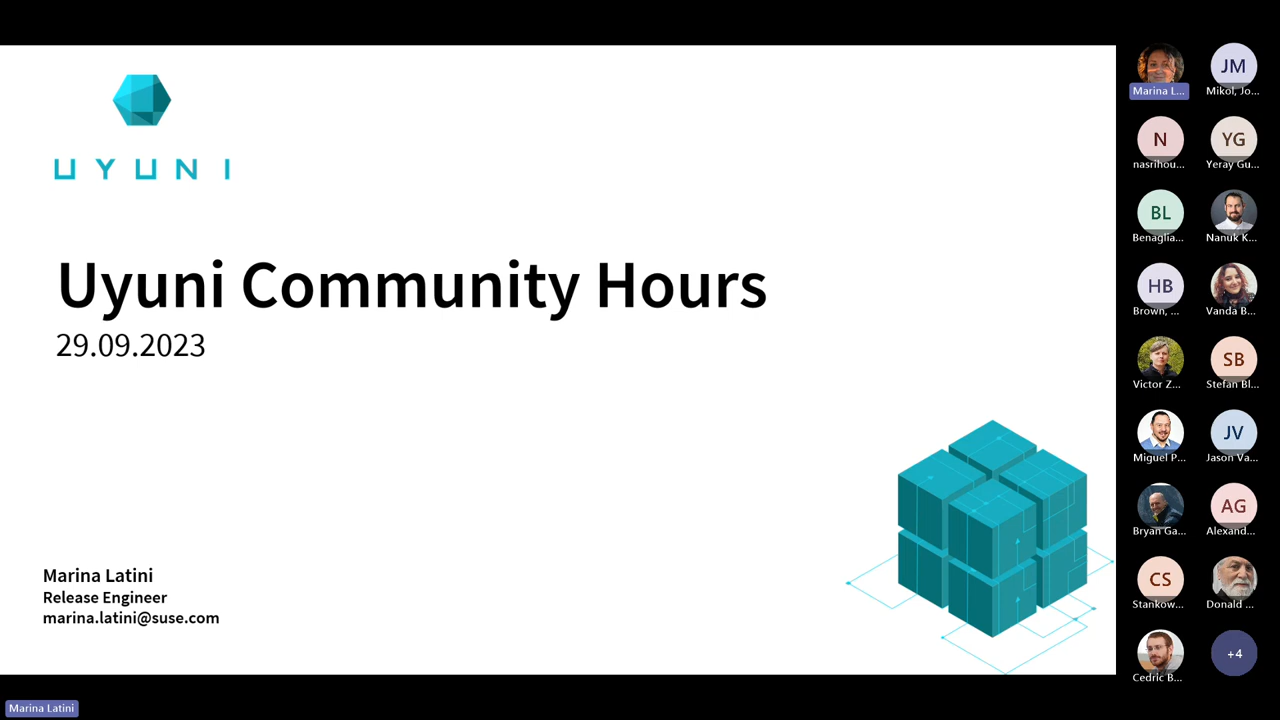 UYUNI
Uyuni Community Hours
29.09.2023
Marina Latini
Release Engineer
marina.latini@suse.com
Marina L...
JM
Mikol, Jo...
N
nasrihou...
YG
Yeray Gu...
BL
Benaglia...
Nanuk K...
HB
Brown, ...
Vanda B...
Victor Z...
SB
Stefan Bl...
Miguel P...
JV
Jason Va...
Bryan Ga...
AG
Alexand...
CS
Stankow...
Donald ...
Cedric B...
+4
Marina Latini